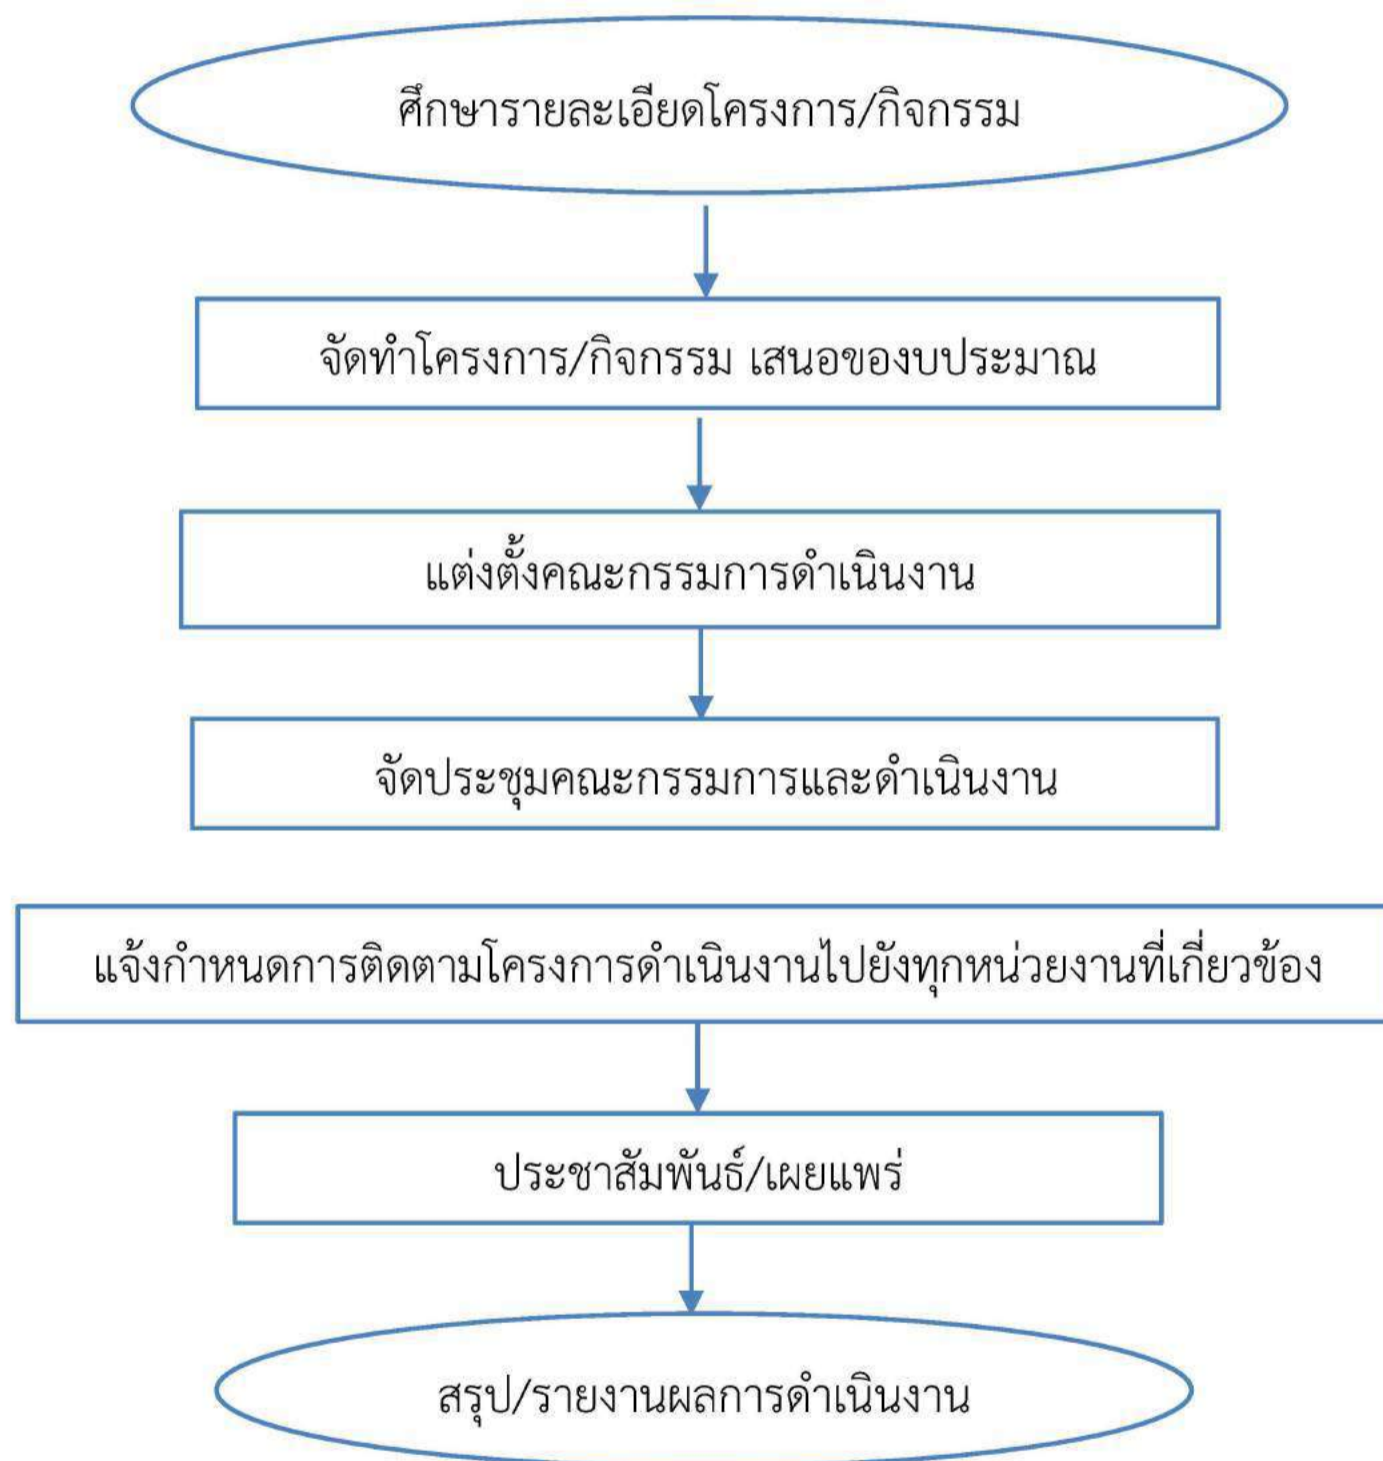 ศึกษารายละเอียดโครงการ/กิจกรรม
จัดทำโครงการ/กิจกรรม เสนอของบประมาณ
แต่งตั้งคณะกรรมการดำเนินงาน
จัดประชุมคณะกรรมการและดำเนินงาน
แจ้งกำหนดการติดตามโครงการดำเนินงานไปยังทุกหน่วยงานที่เกี่ยวข้อง
ประชาสัมพันธ์/เผยแพร่
สรุป/รายงานผลการดำเนินงาน